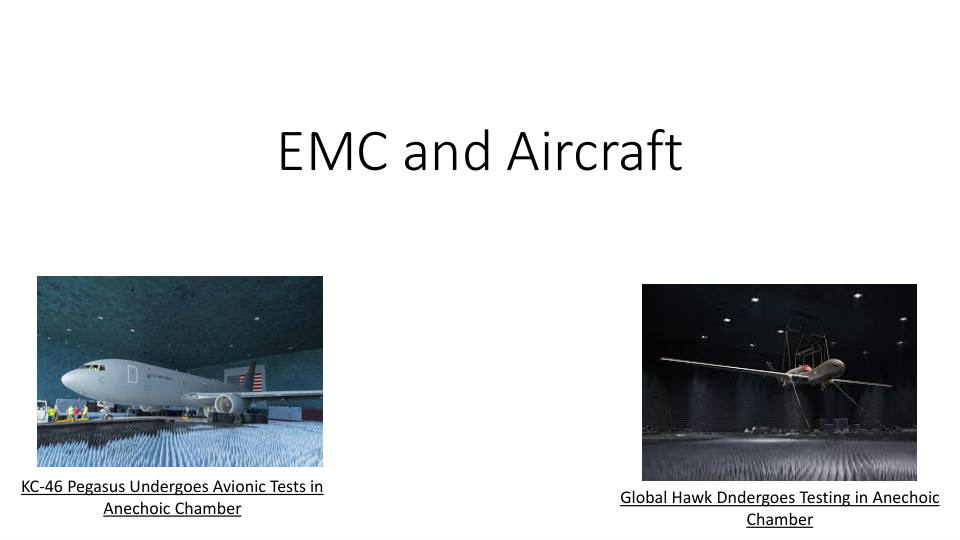 EMC and Aircraft
KC-46 Pegasus Undergoes Avionic Tests in
Anechoic Chamber
Global Hawk Dndergoes Testing in Anechoic
Chamber